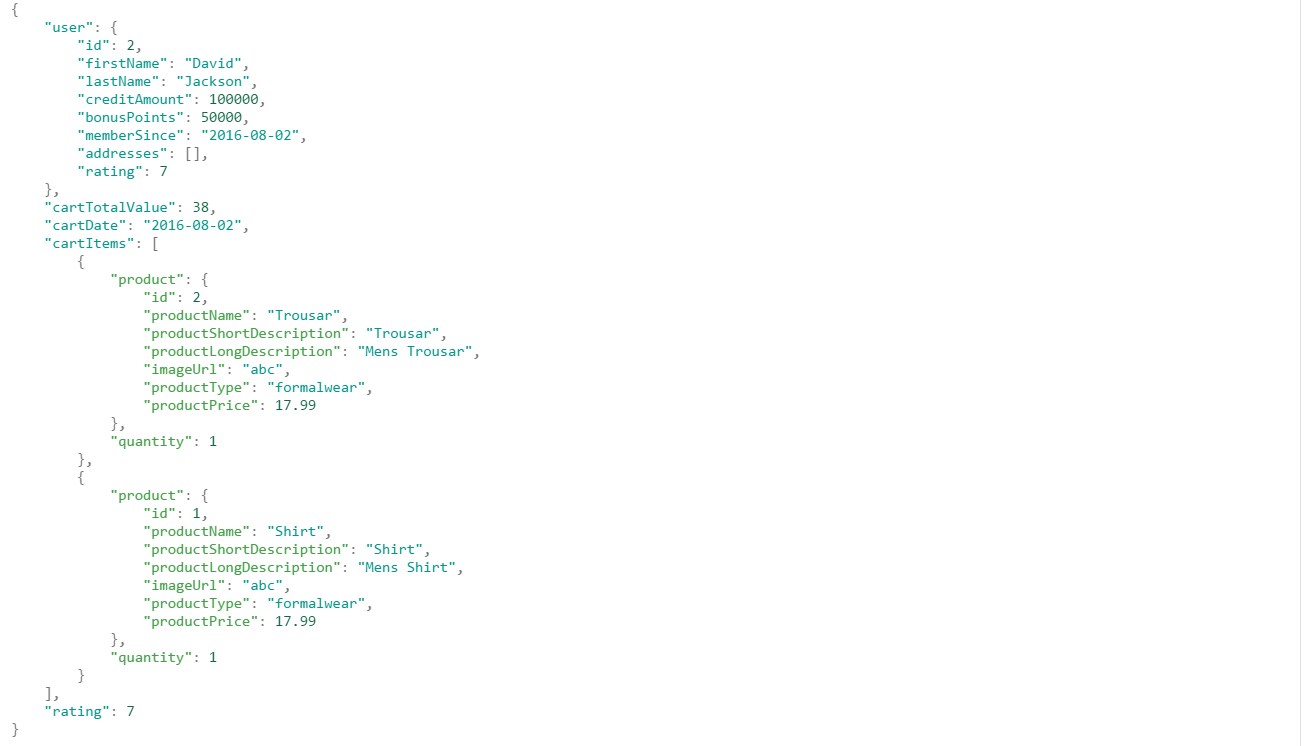 {
    "user": {
        "id": 2,
        "firstName": "David",
        "lastName": "Jackson",
        "creditAmount": 100000,
        "bonusPoints": 50000,
        "memberSince": "2016-08-02",
        "addresses": [],
        "rating": 7
    },
    "cartTotalValue": 38,
    "cartDate": "2016-08-02",
    "cartItems": [
        {
            "product": {
                "id": 2,
                "productName": "Trousar",
                "productShortDescription": "Trousar",
                "productLongDescription": "Mens Trousar",
                "imageUrl": "abc",
                "productType": "formalwear",
                "productPrice": 17.99
            },
            "quantity": 1
        },
        {
            "product": {
                "id": 1,
                "productName": "Shirt",
                "productShortDescription": "Shirt",
                "productLongDescription": "Mens Shirt",
                "imageUrl": "abc",
                "productType": "formalwear",
                "productPrice": 17.99
            },
            "quantity": 1
        }
    ],
    "rating": 7
}